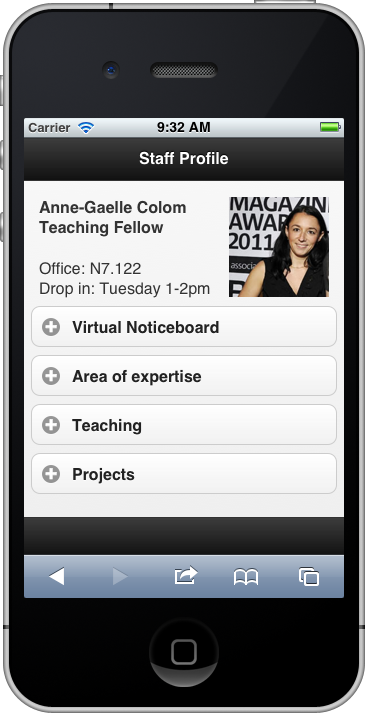 Carrier
9:32 AM
Staff Profile
Anne-Gaelle Colom
Teaching Fellow
Office: N7.122
Drop in: Tuesday 1-2pm
MAGAZIN
AWAR
2011
associa
Virtual Noticeboard
Area of expertise
Teaching
Projects